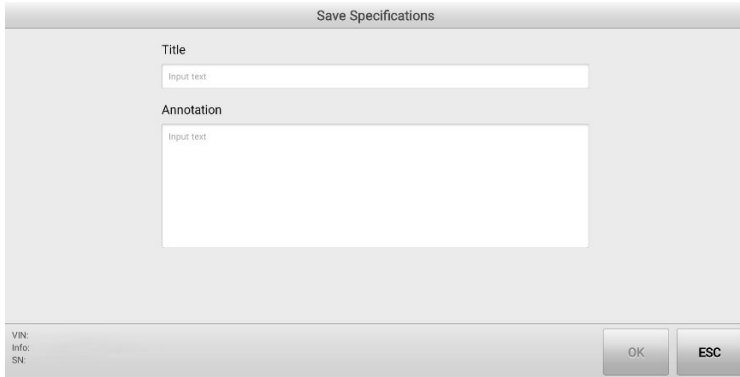 Save Specifications
Title
Input text
Annotation
Input text
VIN:
Info:
SN:
OK
ESC